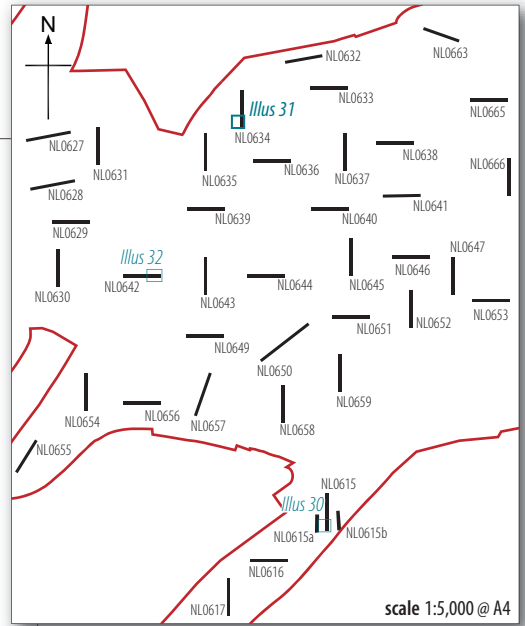 N
NL0632
NL0663
NL0633
Illus 31
NL0665
NL0634
NL0627
NL0631
NL0638
NL0635
NL0636
NL0637
NL0666
NL0628
NL0641
NL0639
NL0640
NL0629
NL0647
Illus 32
NL0646
NL0642
NL0644
NL0645
NL0630
NL0643
NL0653
NL0651
NL0652
NL0649
NL0650
NL0659
NL0654
NL0656
NL0657
NL0658
NL0655
NL0615
Illus 30
NL0615a
NL0615b
NL0616
NL0617
scale 1:5,000 @ A4